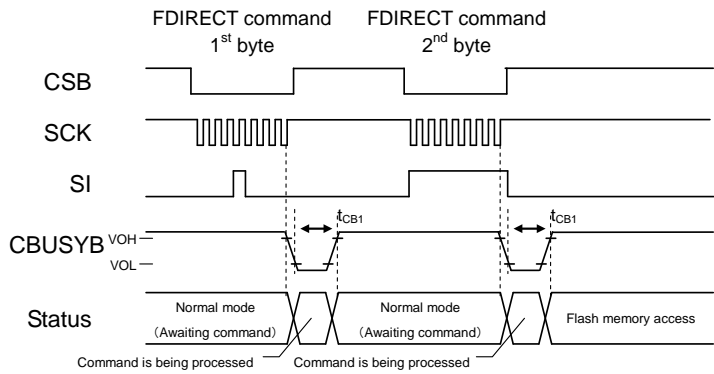 FDIRECT command
1st byte
FDIRECT command
2nd byte
CSB
SCK
SI
tCB1
tCB1
CBUSYB
VOH
VOL
Status
Normal mode
(Awaiting command)
Normal mode
(Awaiting command)
Flash memory access
Command is being processed
Command is being processed